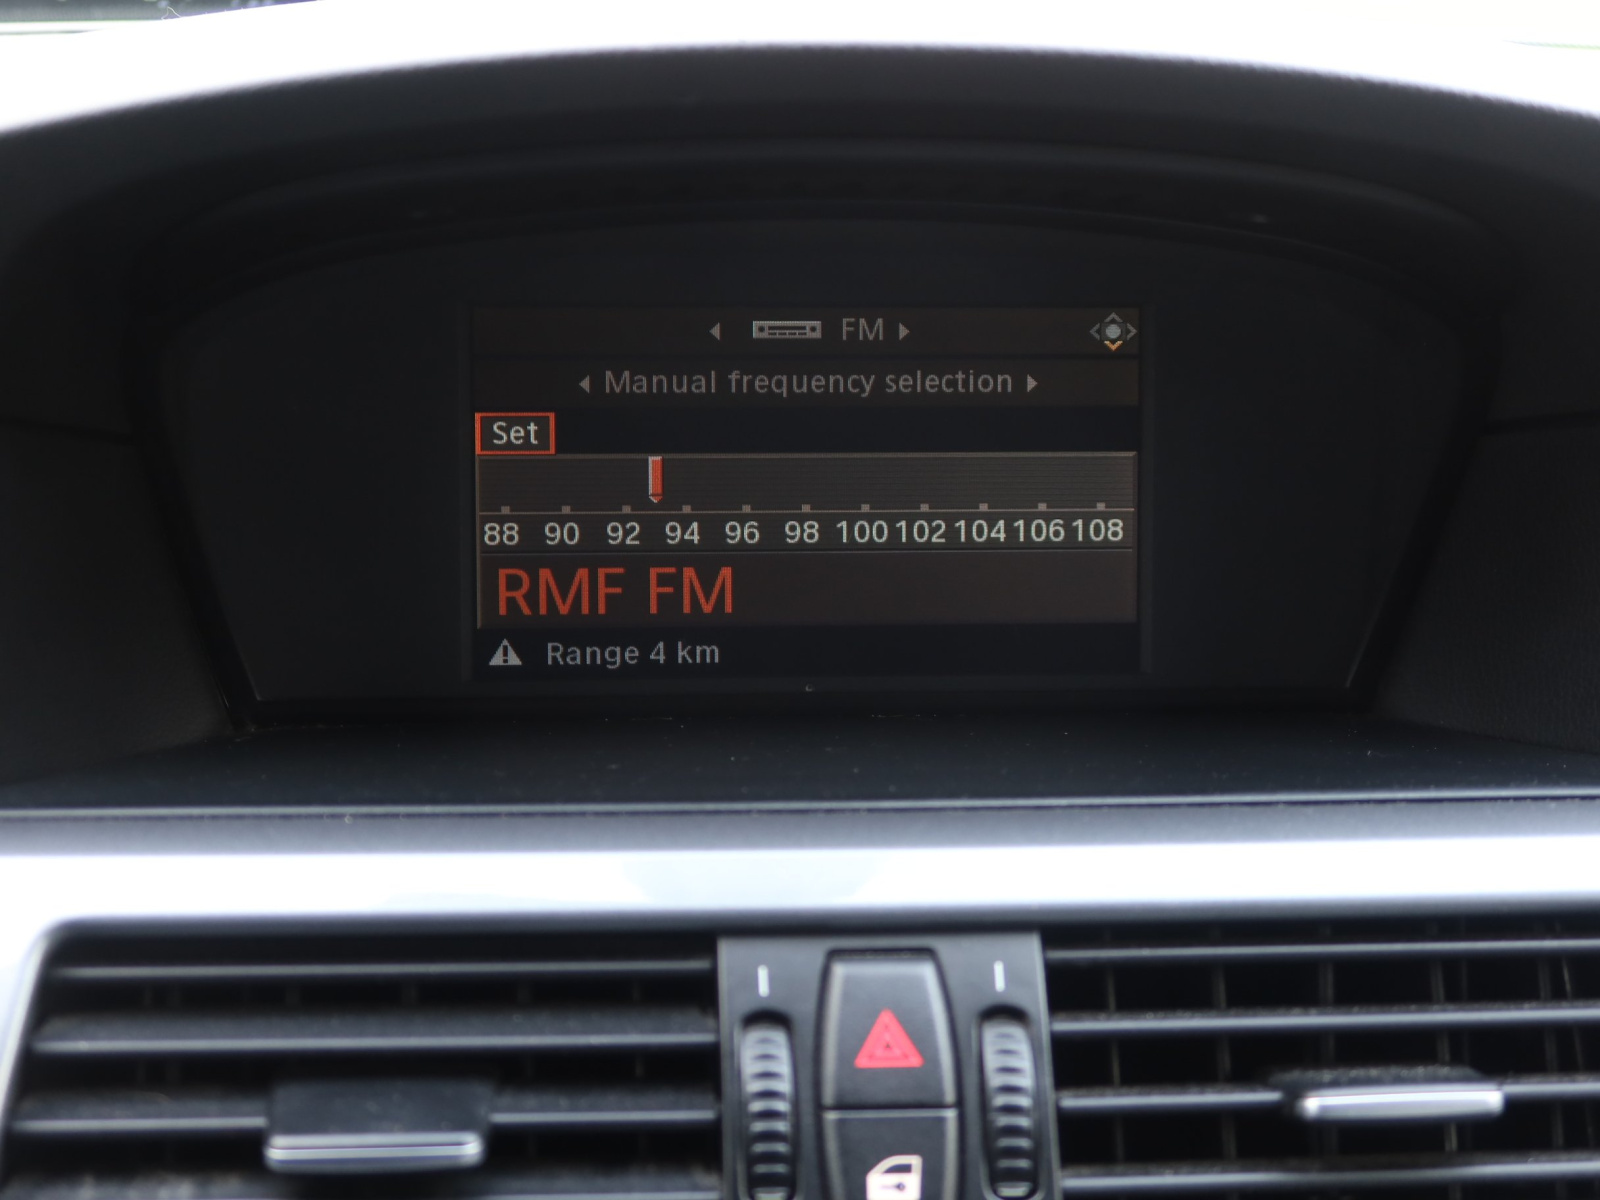 FM
Manual frequency selection
Set
88 90 92 94 96 98 100 102 104 106 108
RMF FM
Range 4 km